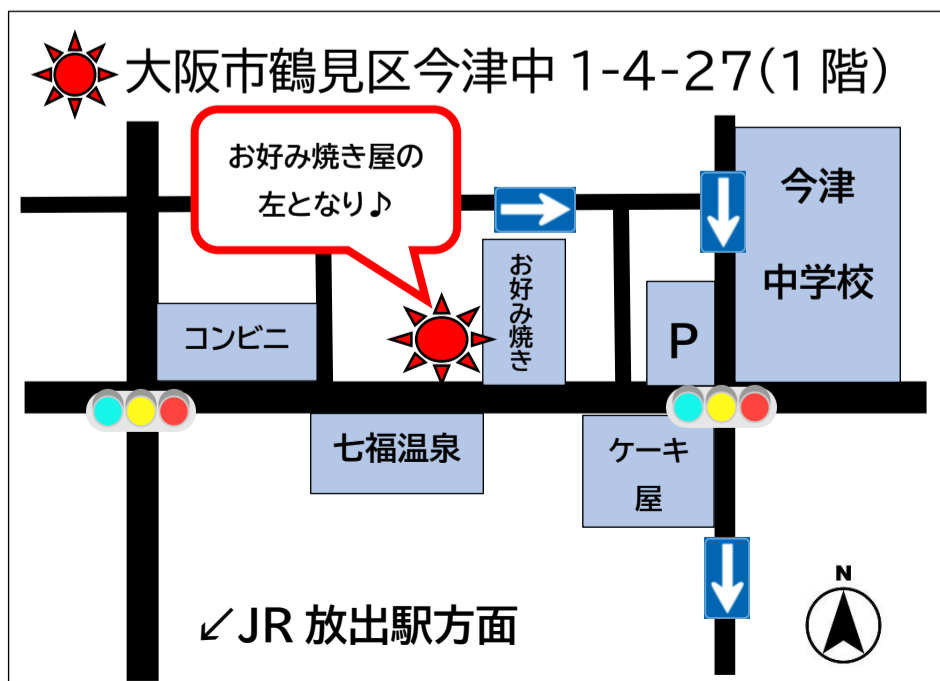 大阪市鶴見区今津中1-4-27(1階)
お好み焼き屋の
左となり♪
今津
中学校
お好み焼き
コンビニ
P
七福温泉
ケーキ
屋
↙JR放出駅方面
N